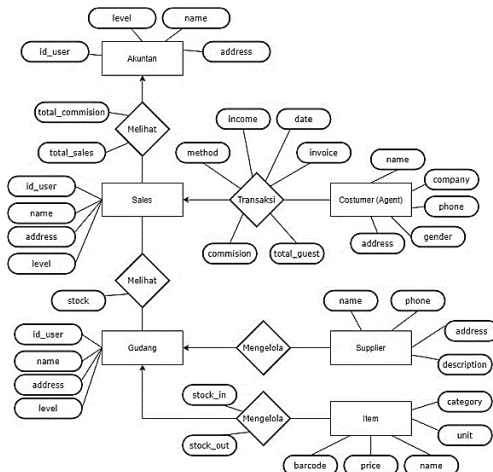 level
name
id_user
Akuntan
address
total_commision
Melihat
total_sales
income
date
method
invoice
name
company
id_user
name
Sales
Transaksi
Costumer (Agent)
phone
address
level
commision
total_guest
address
gender
Melihat
stock
id_user
name
Gudang
address
level
Mengelola
name
phone
Supplier
address
description
stock_in
Mengelola
stock_out
Item
category
unit
barcode
price
name